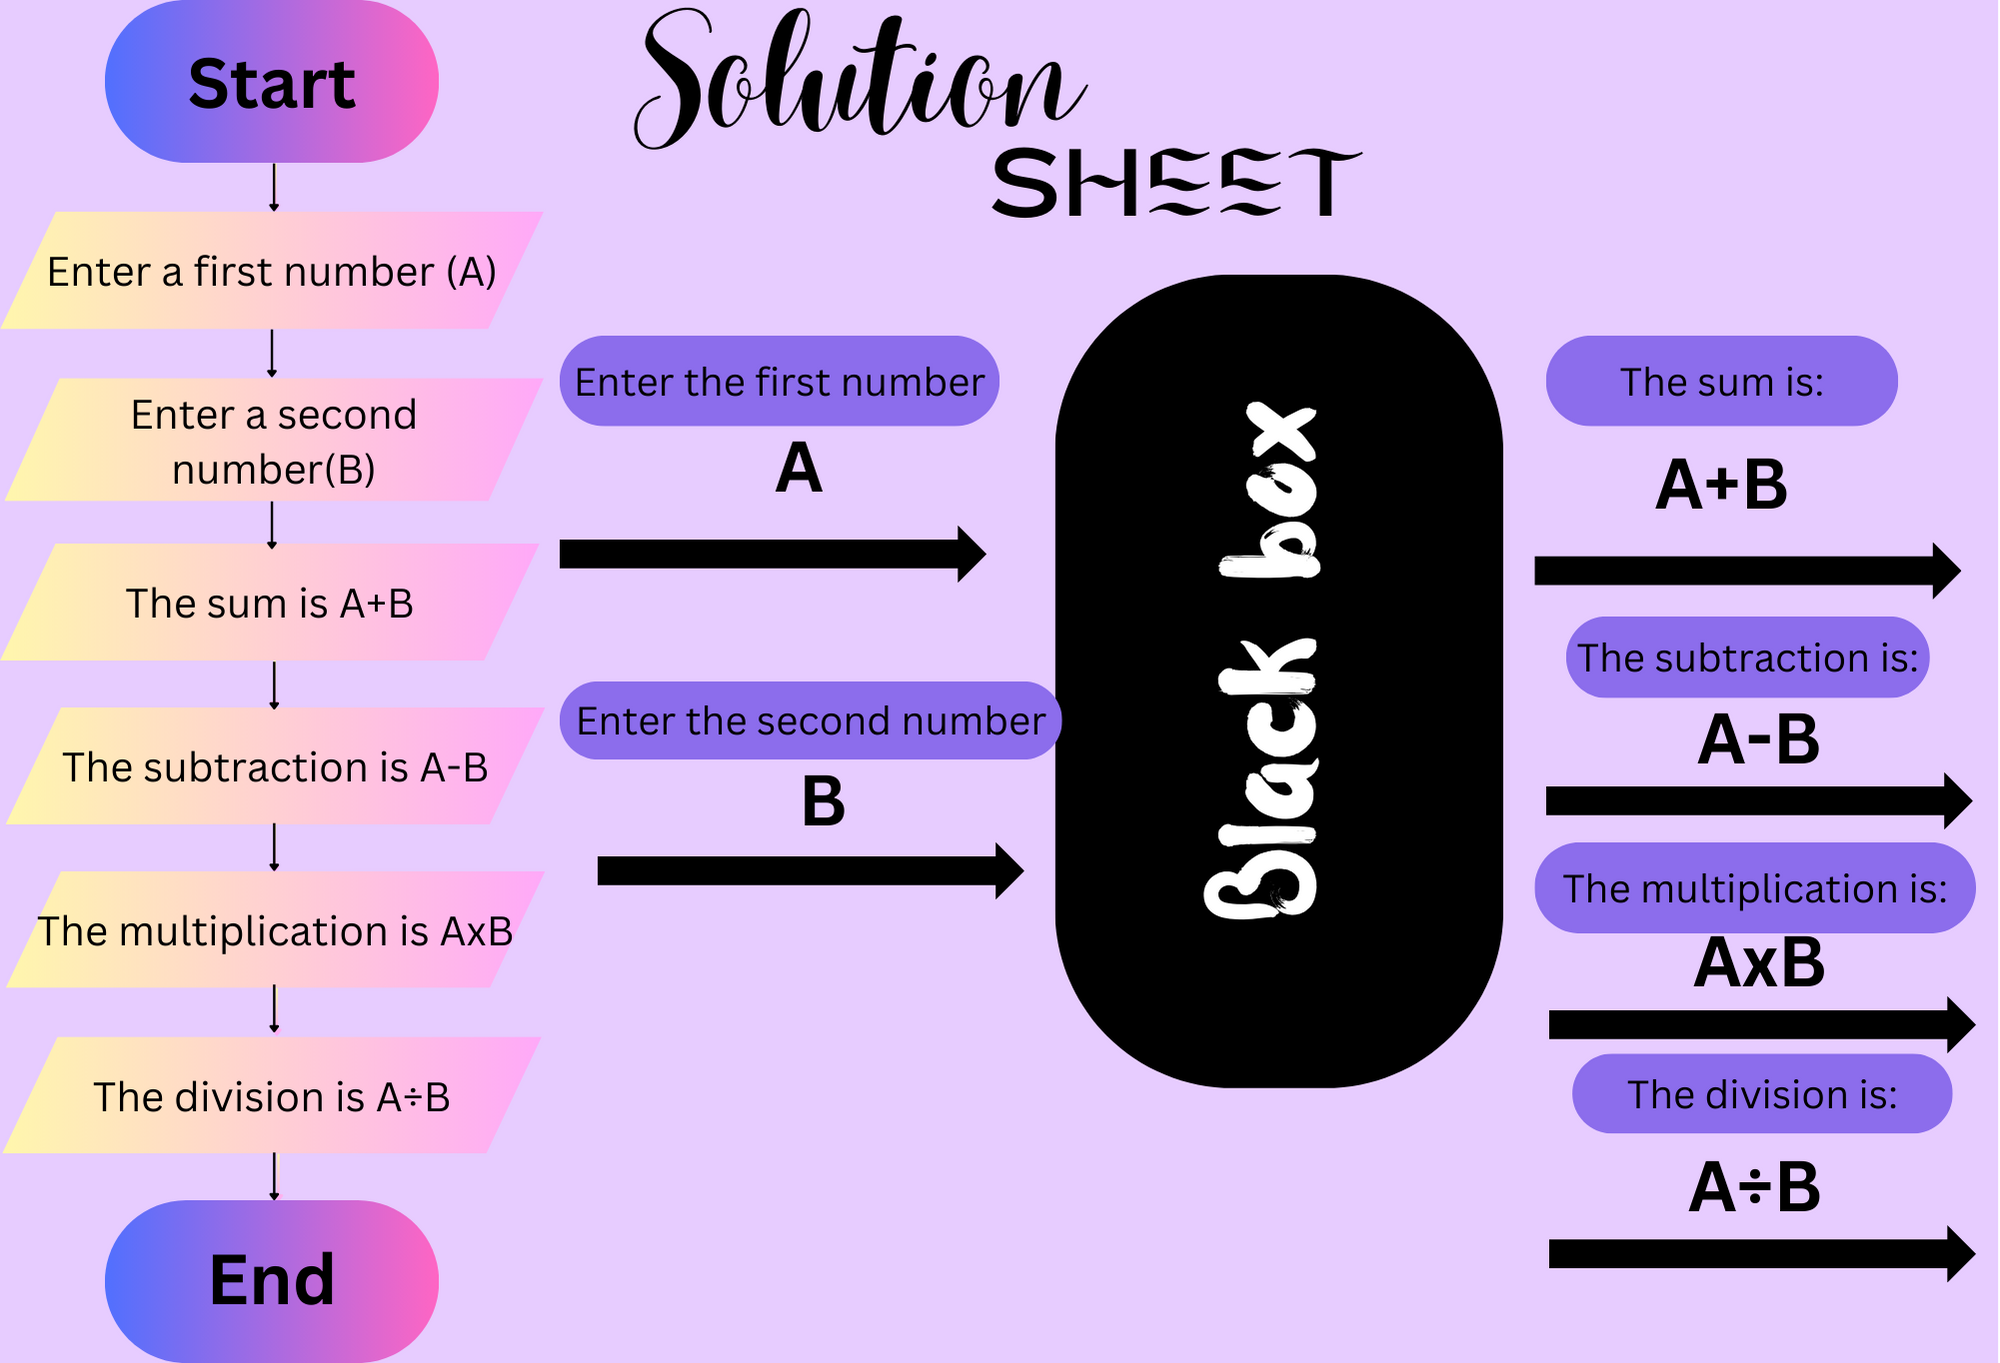 Solution
SHEET
Start
Enter a first number (A)
Enter a second
number(B)
The sum is A+B
The subtraction is A-B
The multiplication is AxB
The division is A÷B
End
Enter the first number
A
Enter the second number
B
Black box
The sum is:
A+B
The subtraction is:
A-B
The multiplication is:
AxB
The division is:
A÷B